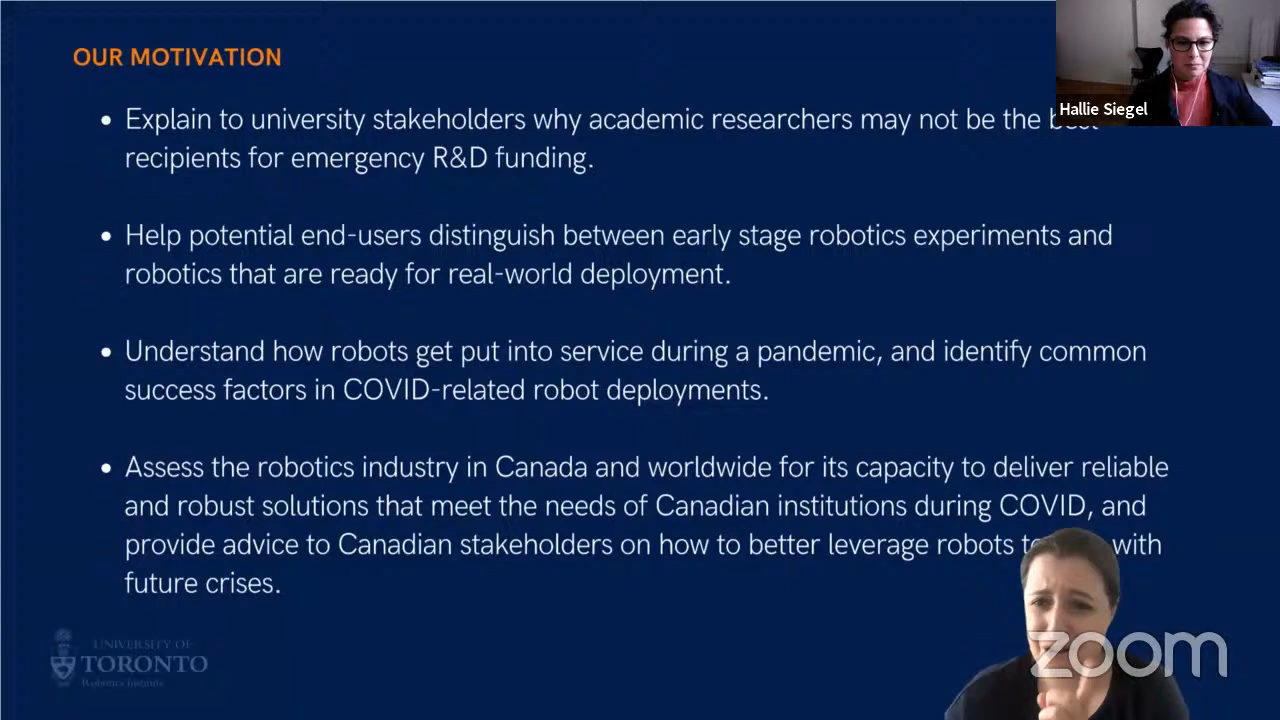 OUR MOTIVATION
Hallie Siegel
• Explain to university stakeholders why academic researchers may not be the best
recipients for emergency R&D funding.
• Help potential end-users distinguish between early stage robotics experiments and
robotics that are ready for real-world deployment.
• Understand how robots get put into service during a pandemic, and identify common
success factors in COVID-related robot deployments.
• Assess the robotics industry in Canada and worldwide for its capacity to deliver reliable
and robust solutions that meet the needs of Canadian institutions during COVID, and
provide advice to Canadian stakeholders on how to better leverage robots with
future crises.
UNIVERSITY OF
TORONTO
Robotics Institute
zoom